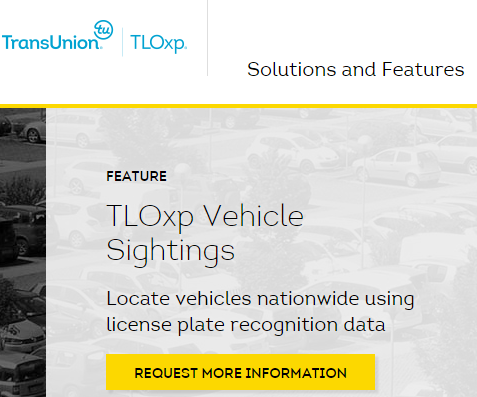 TransUnion® tu | TLOxp®
Solutions and Features
FEATURE
TLOxp Vehicle
Sightings
Locate vehicles nationwide using
license plate recognition data
REQUEST MORE INFORMATION